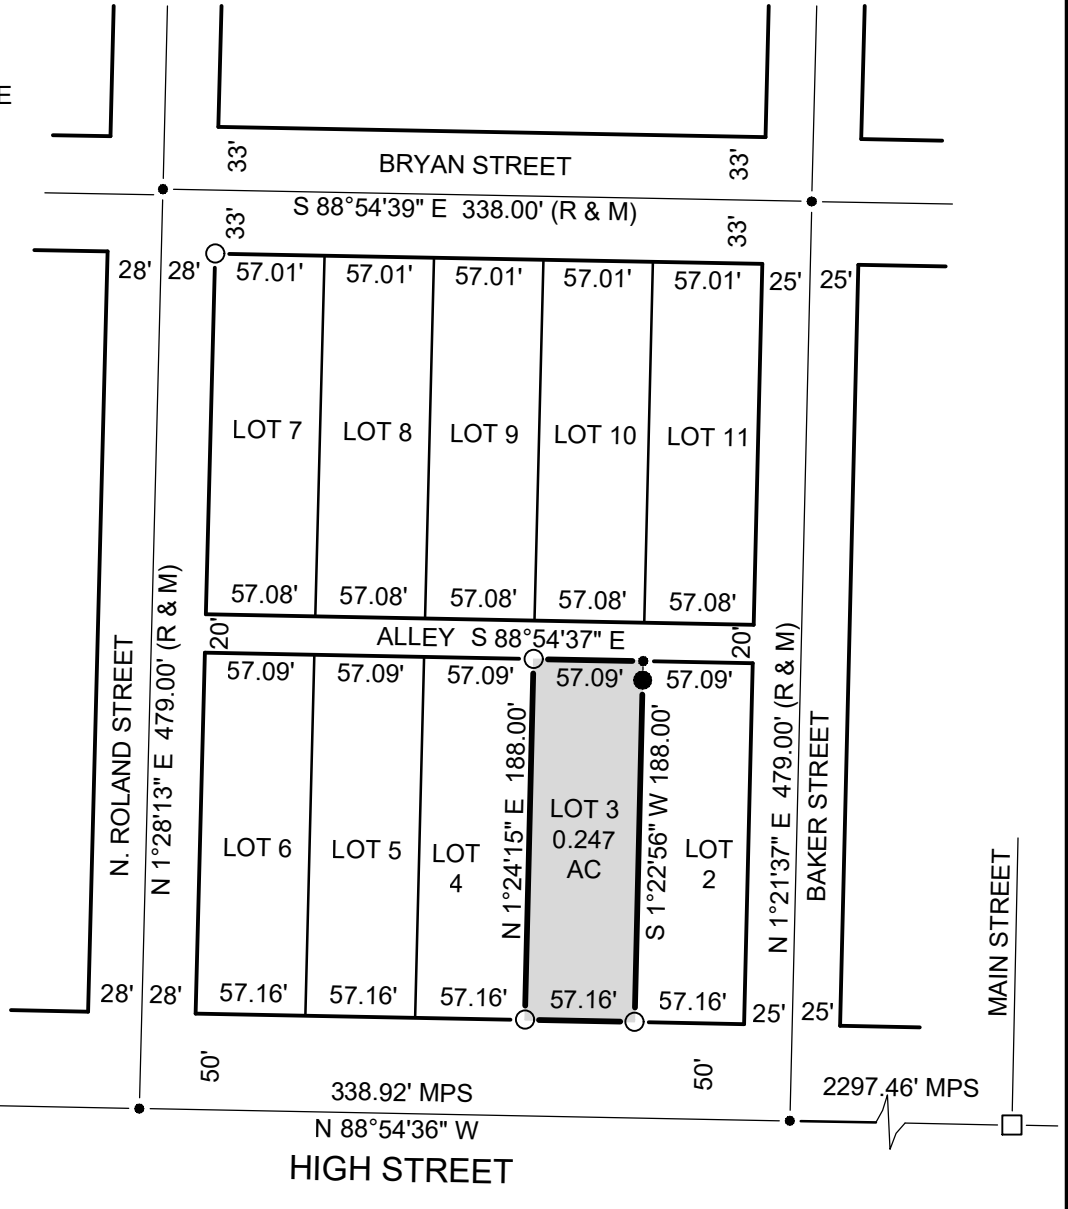 E
33'
BRYAN STREET
33'
S 88°54'39" E 338.00' (R & M)
33'
33'
28'
28'
57.01'
57.01'
57.01'
57.01'
57.01'
25'
25'
LOT 7
LOT 8
LOT 9
LOT 10
LOT 11
57.08'
57.08'
57.08'
57.08'
57.08'
20'
ALLEY S 88°54'37" E
20'
57.09'
57.09'
57.09'
57.09'
57.09'
N. ROLAND STREET
N 1°28'13" E 479.00' (R & M)
N 1°24'15" E 188.00'
S 1°22'56" W 188.00'
N 1°21'37" E 479.00' (R & M)
BAKER STREET
MAIN STREET
LOT 6
LOT 5
LOT
4
LOT 3
0.247
AC
LOT
2
28'
28'
57.16'
57.16'
57.16'
57.16'
57.16'
25'
25'
50'
50'
338.92' MPS
2297.46' MPS
N 88°54'36" W
HIGH STREET